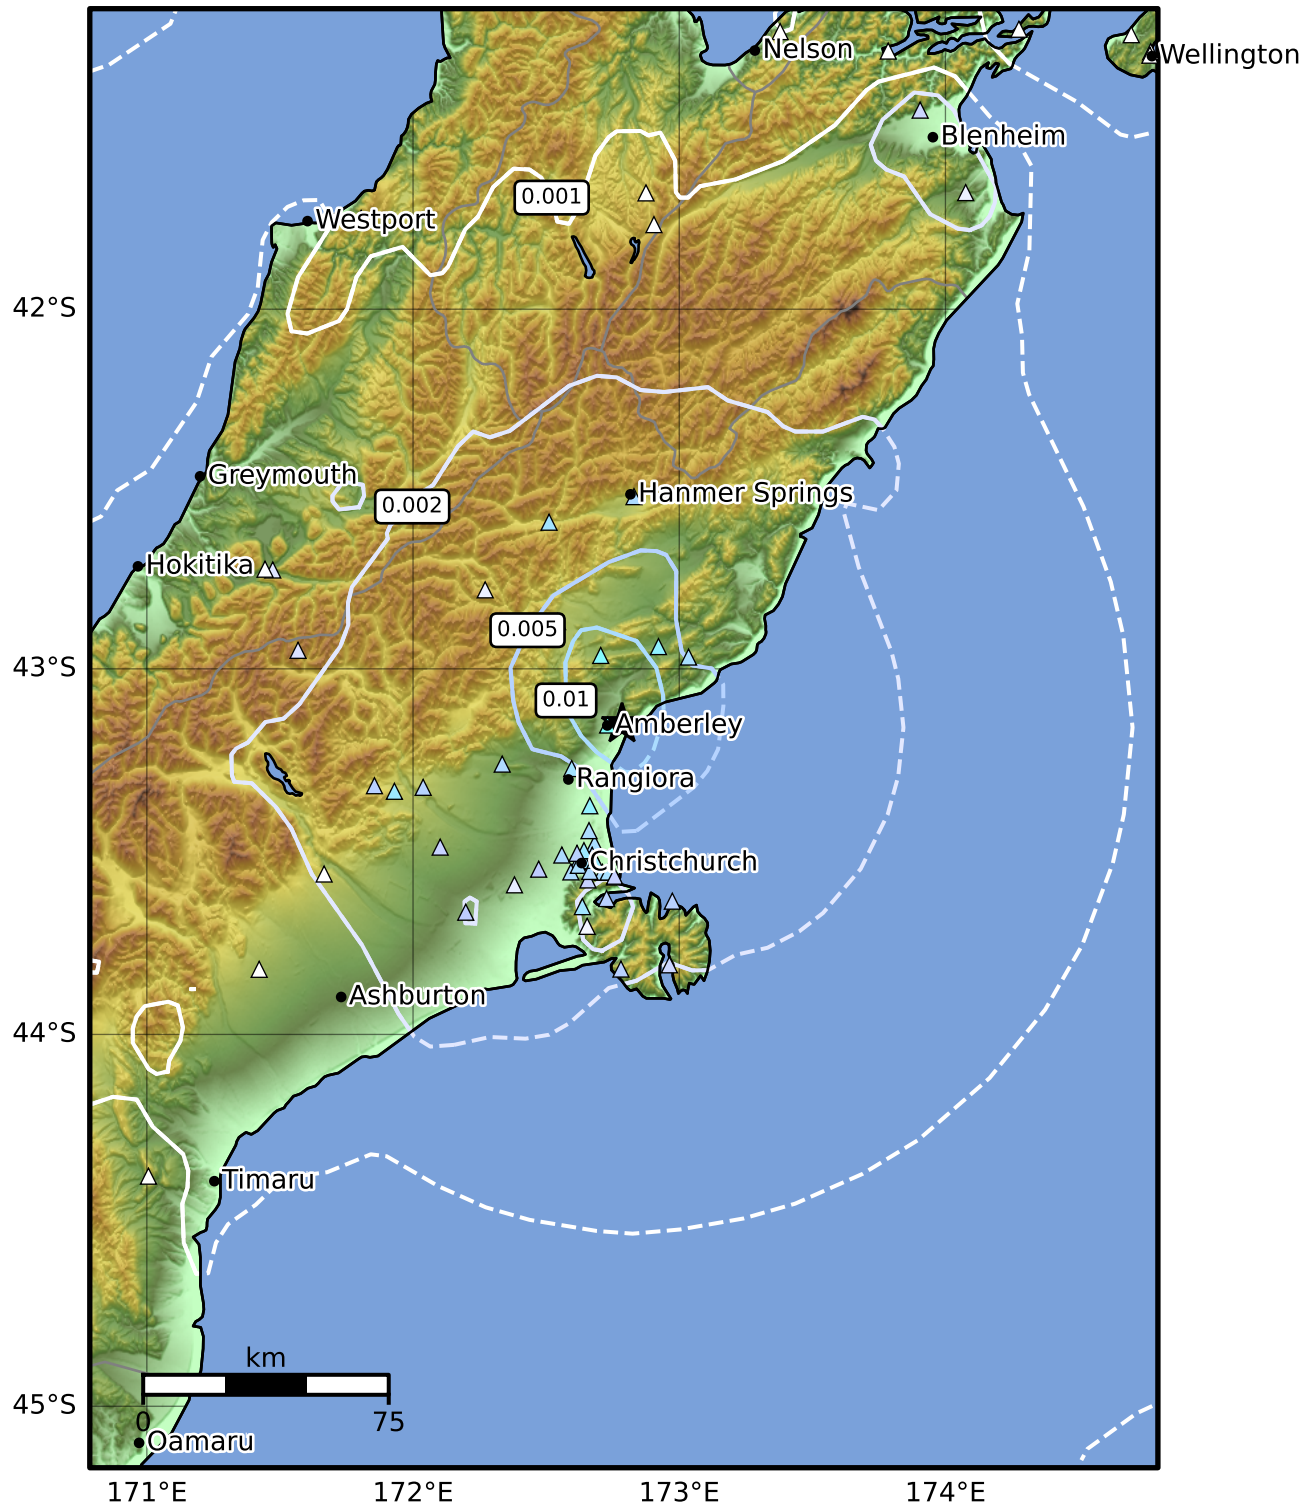 Nelson
Wellington
Blenheim
0.001
Westport
42°S
Greymouth
Hanmer Springs
0.002
Hokitika
0.005
43°S
0.01
Amberley
Rangiora
Christchurch
Ashburton
44°S
Timaru
km
0 75
45°S
Oamaru
171°E 172°E 173°E 174°E